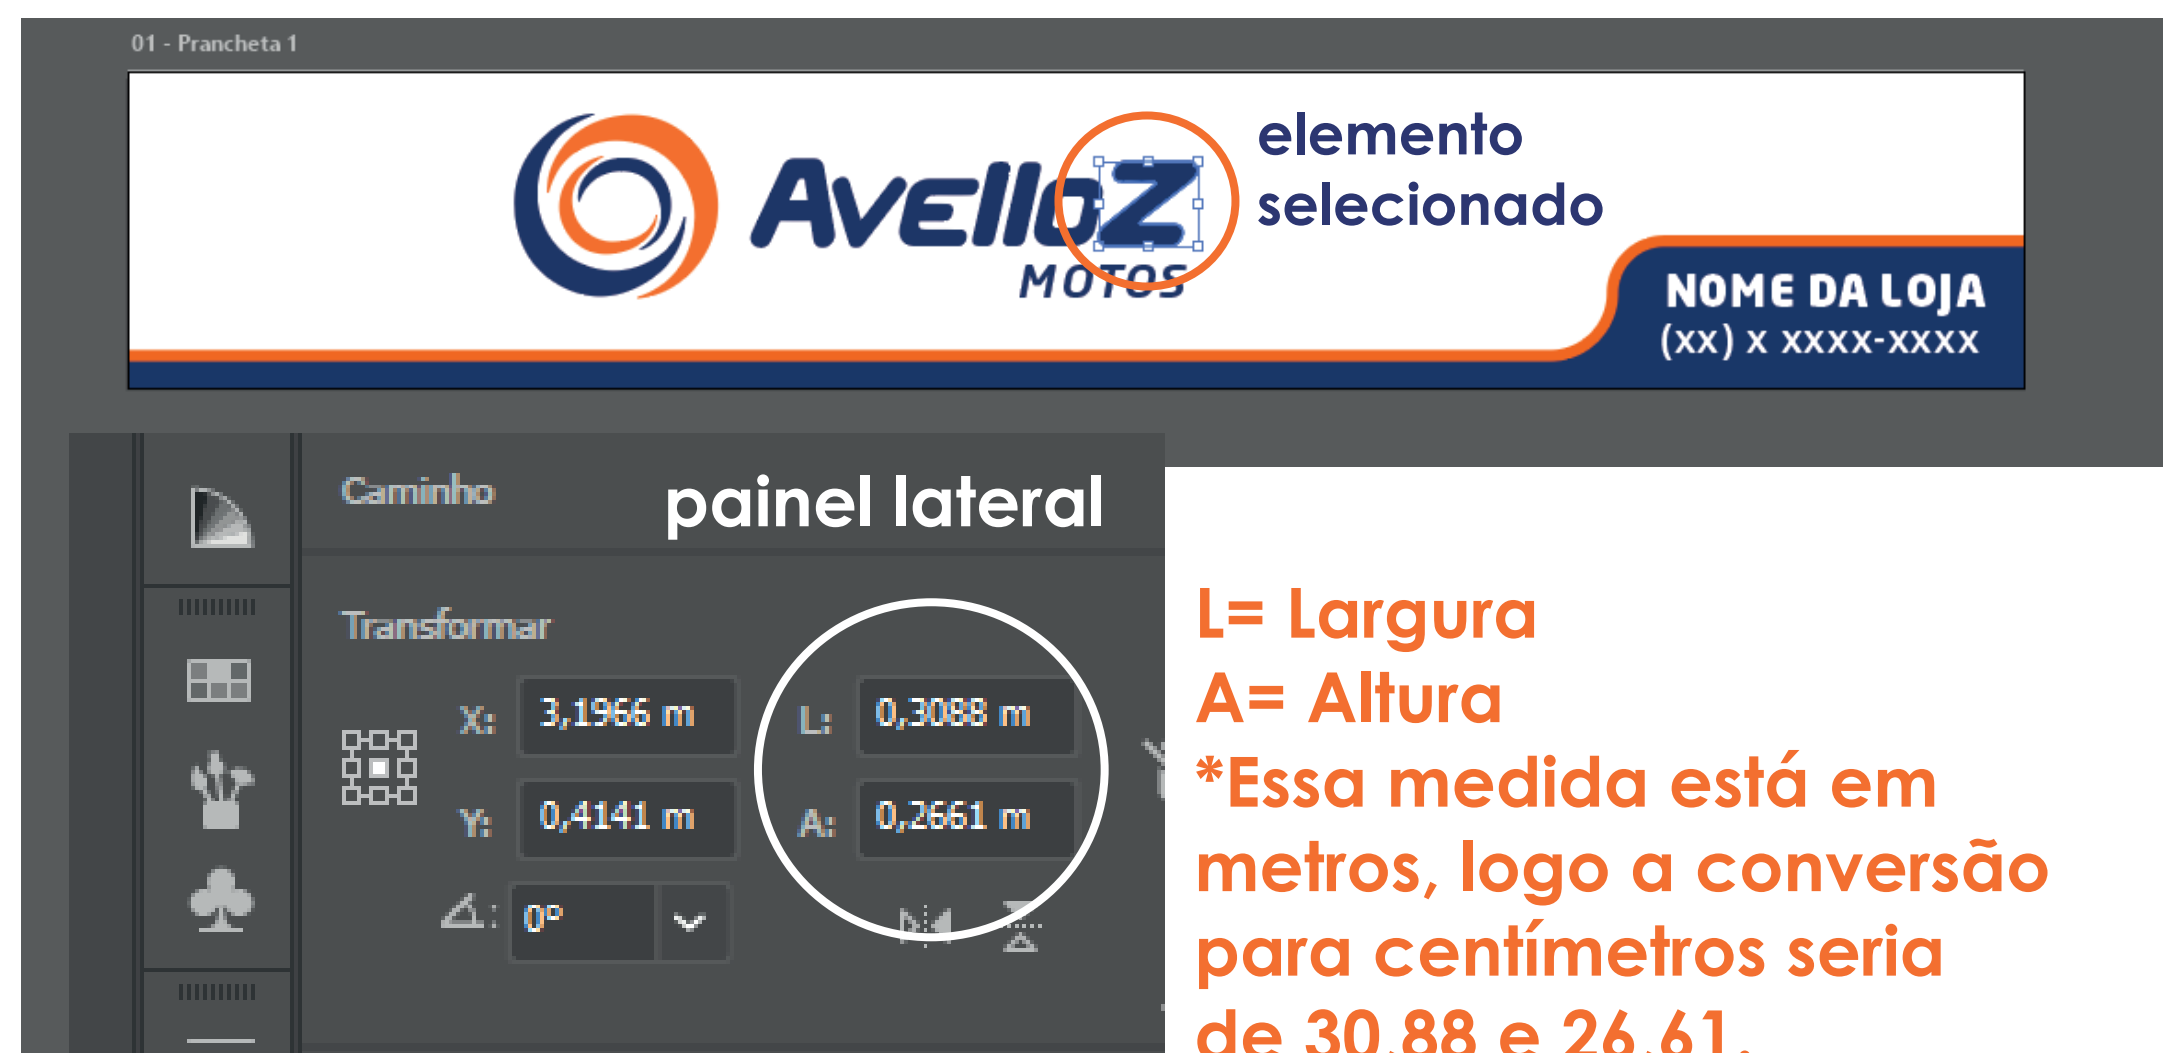 01 - Prancheta 1
AvelloZ
MOTOS
elemento
selecionado
NOME DA LOJA
(xx) x xxxx-xxxx
Caminho
painel lateral
Transformar
X: 3,1966 m L: 0,3088 m
Y: 0,4141 m A: 0,2661 m
0º
L= Largura
A= Altura
*Essa medida está em
metros, logo a conversão
para centímetros seria
de 30,88 e 26,61.